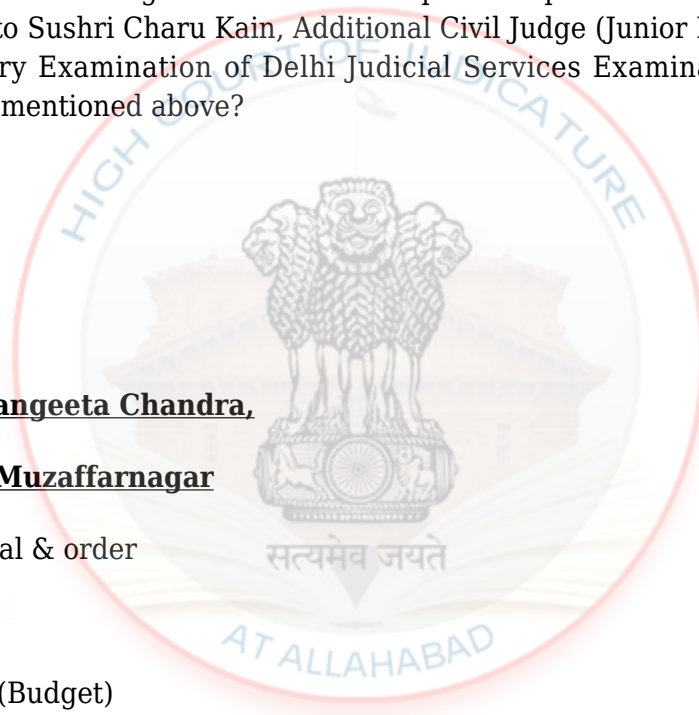 to Sushri Charu Kain, Additional Civil Judge (Junior
ry Examination of Delhi Judicial Services Examina
mentioned above?
HIGH COURT OF JUDICATURE
angeeta Chandra,
Muzaffarnagar
al & order
सत्यमेव जयते
AT ALLAHABAD
(Budget)